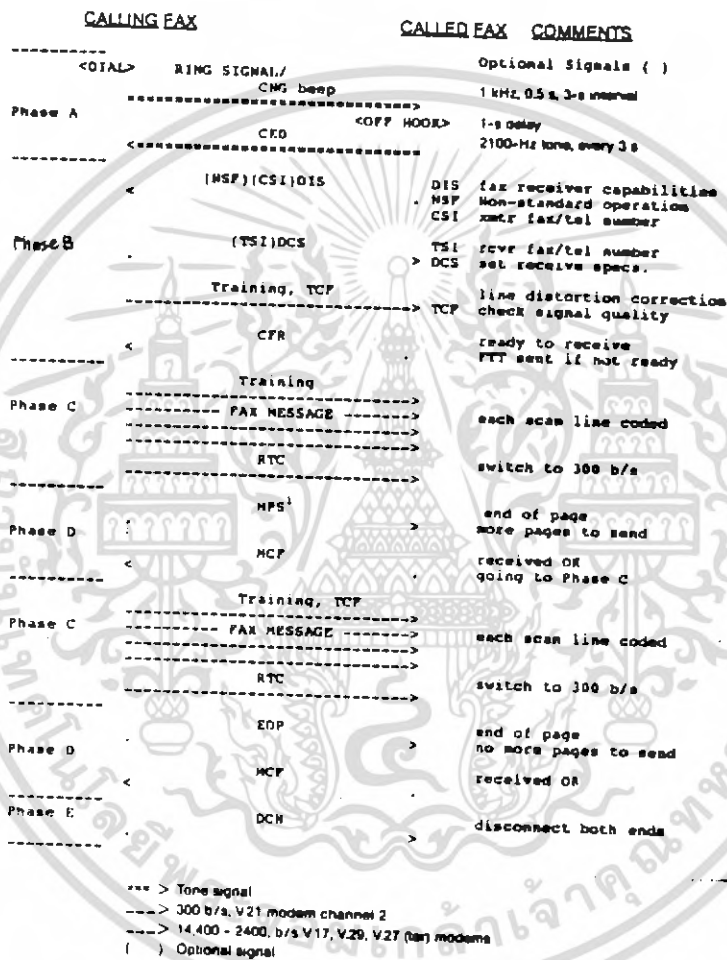 CALLING FAX
CALLED FAX COMMENTS
<DIAL> RING SIGNAL/ Optional Signals ( )
CNG beep 1 kHz, 0.5 s, 3-s interval
Phase A
<OFF HOOK> 1-s delay
CED 2100-Hz tone, every 3 s
(NSF)(CSI)DIS DIS fax receiver capabilities
NSF Non-standard operation
CSI xmtr fax/tel number
Phase B (TSI)DCS TSI rcvr fax/tel number
DCS set receive specs.
Training, TCF line distortion correction
TCF check signal quality
CFR ready to receive
FTT sent if not ready
Training
Phase C
FAX MESSAGE each scan line coded
RTC switch to 300 b/s
MPS¹ end of page
Phase D more pages to send
MCF received OK
going to Phase C
Training, TCF
Phase C
FAX MESSAGE each scan line coded
RTC switch to 300 b/s
EOP end of page
Phase D no more pages to send
MCF received OK
Phase E
DCN disconnect both ends
*** > Tone signal
---> 300 b/s, V.21 modem channel 2
---> 14,400 - 2400, b/s V.17, V.29, V.27 (ter) modems
( ) Optional signal